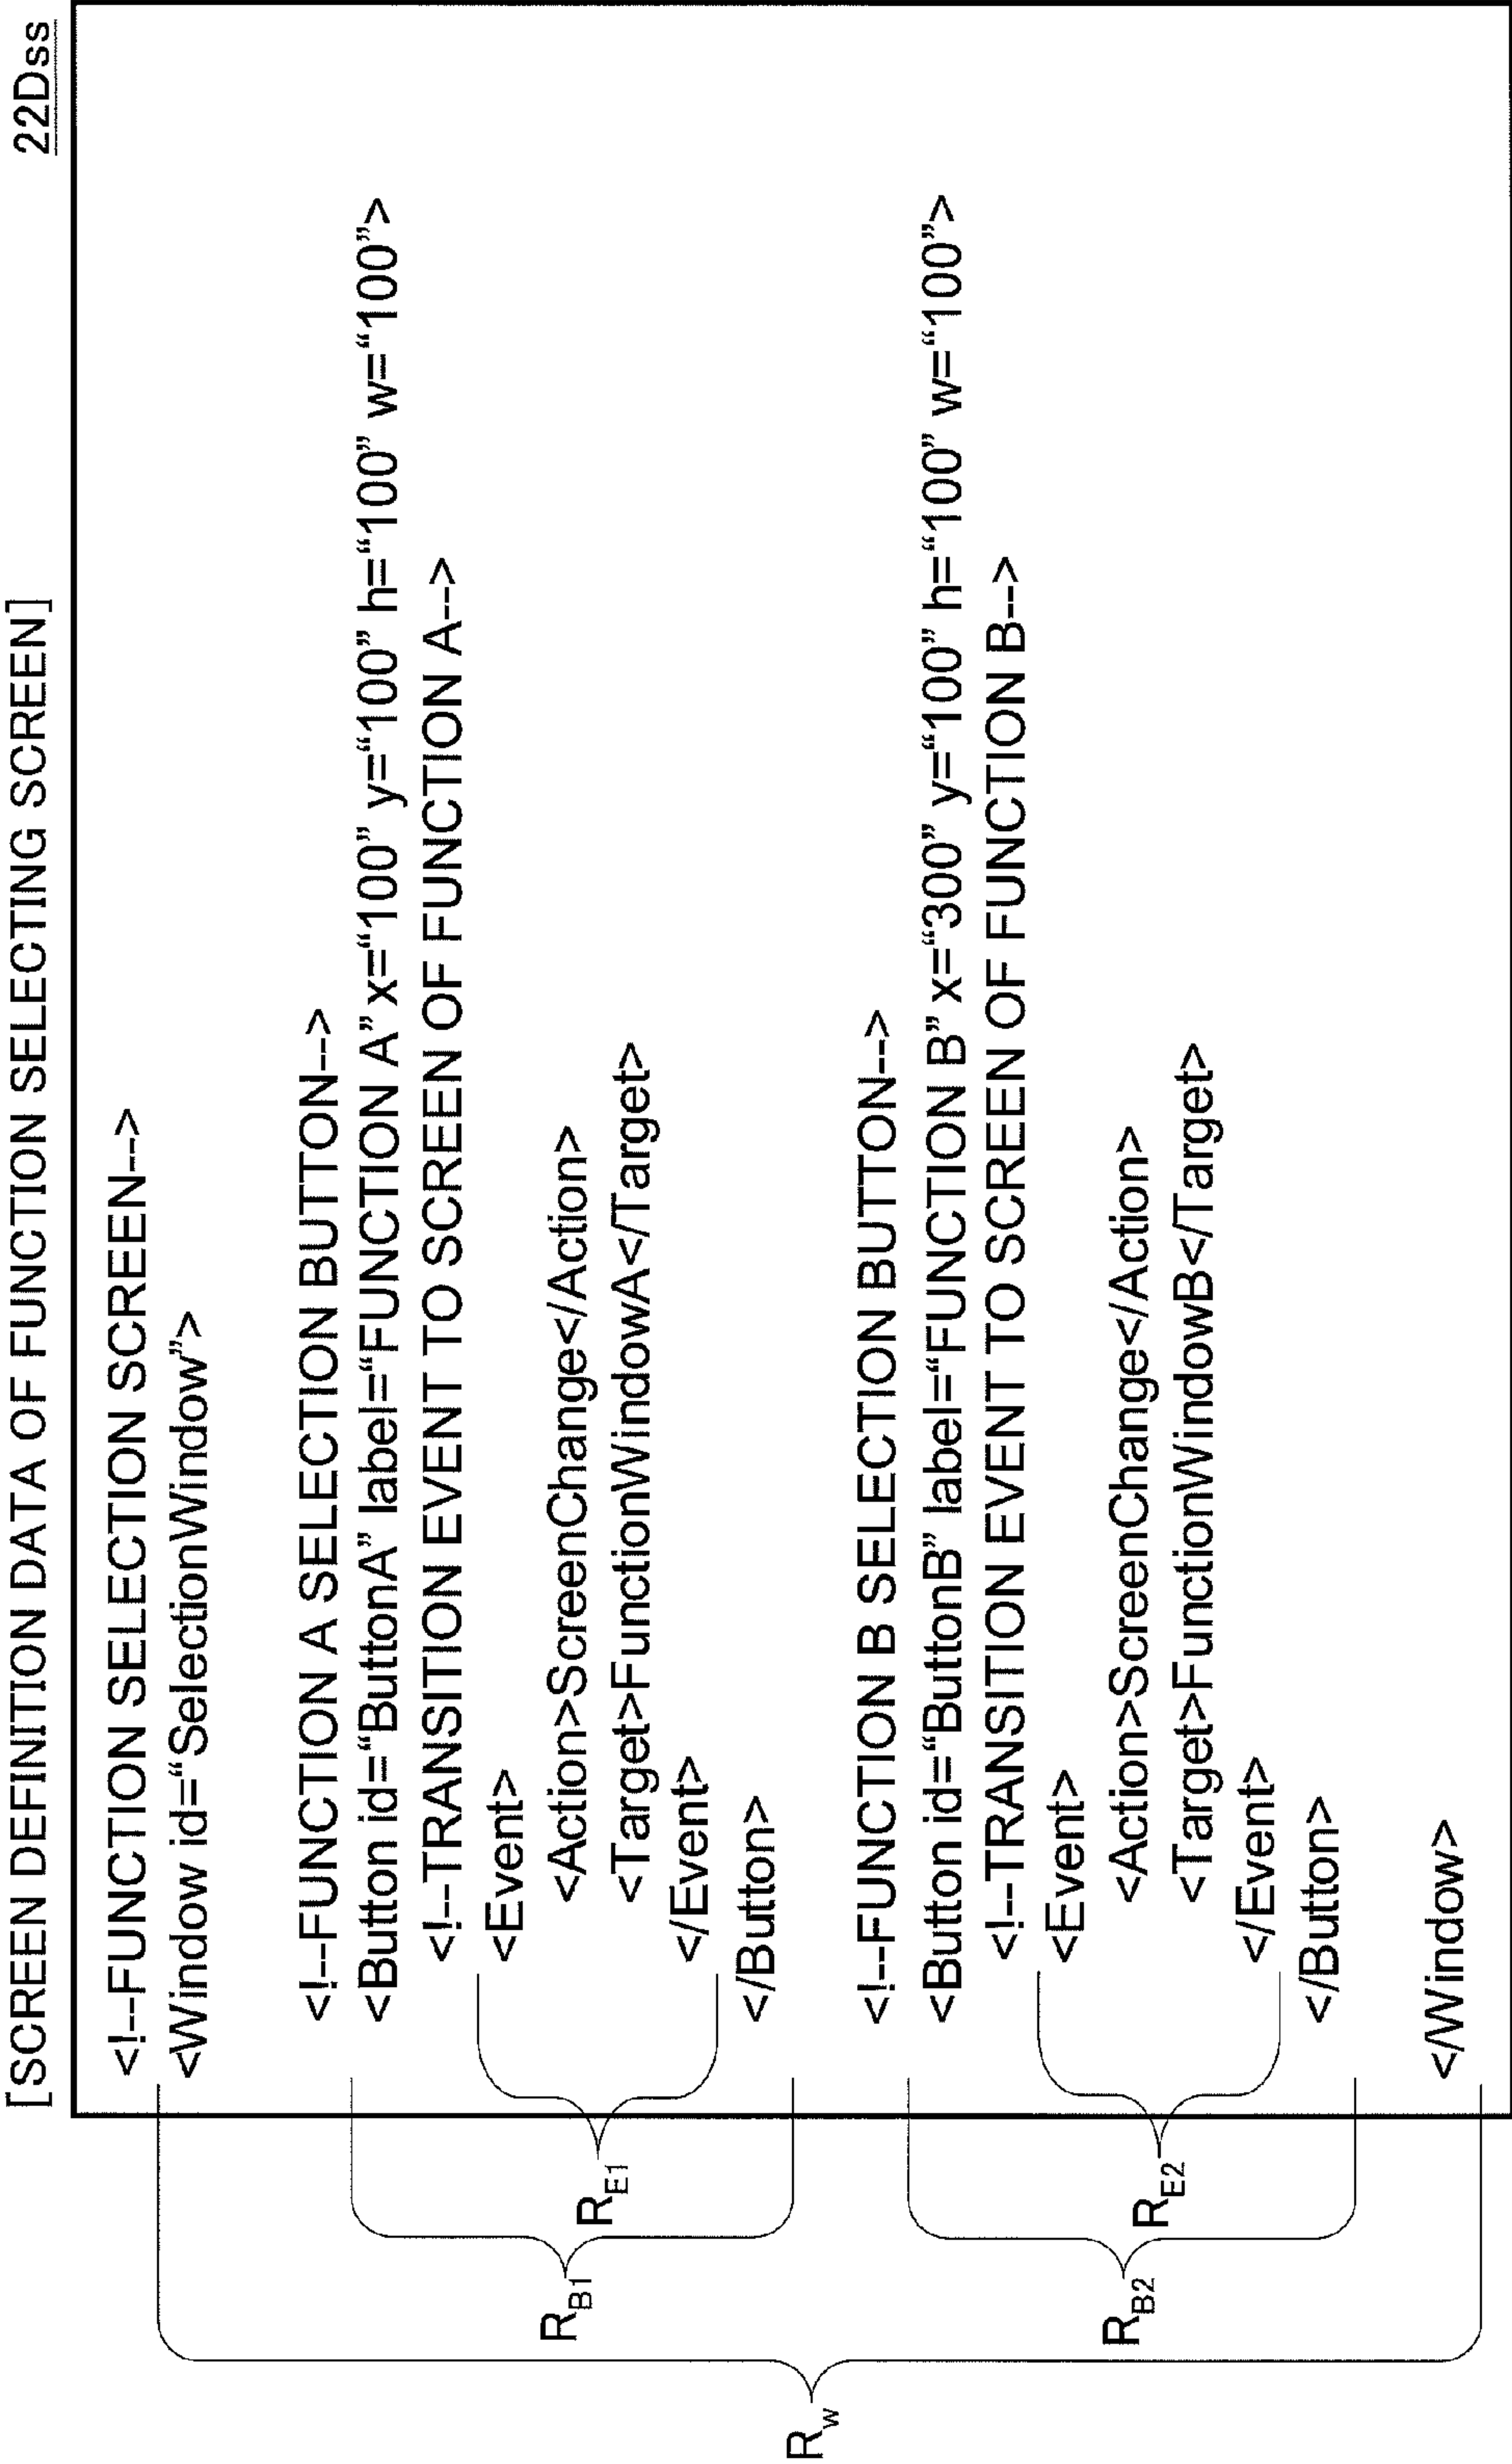 [SCREEN DEFINITION DATA OF FUNCTION SELECTING SCREEN]
22Dss
<!--FUNCTION SELECTION SCREEN-->
<Window id=“SelectionWindow”>
<!--FUNCTION A SELECTION BUTTON-->
<Button id=“ButtonA” label=“FUNCTION A” x=“100” y=“100” h=“100” w=“100”>
<!--TRANSITION EVENT TO SCREEN OF FUNCTION A-->
<Event>
<Action>ScreenChange</Action>
<Target>FunctionWindowA</Target>
</Event>
</Button>
<!--FUNCTION B SELECTION BUTTON-->
<Button id=“ButtonB” label=“FUNCTION B” x=“300” y=“100” h=“100” w=“100”>
<!--TRANSITION EVENT TO SCREEN OF FUNCTION B-->
<Event>
<Action>ScreenChange</Action>
<Target>FunctionWindowB</Target>
</Event>
</Button>
</Window>
RE1
RB1
RE2
RB2
Rw